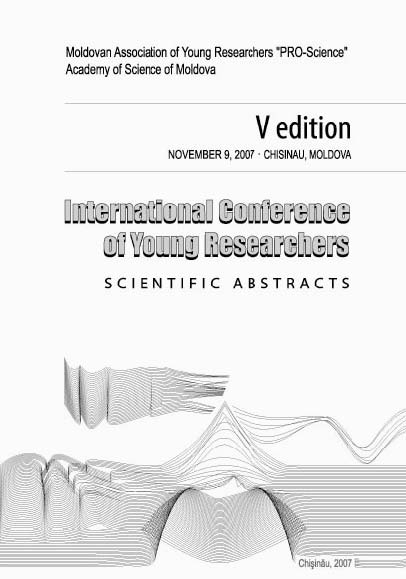 Moldovan Association of Young Researchers "PRO-Science"
Academy of Science of Moldova
V edition
NOVEMBER 9, 2007 · CHISINAU, MOLDOVA
International Conference
of Young Researchers
SCIENTIFIC ABSTRACTS
Chişinău, 2007